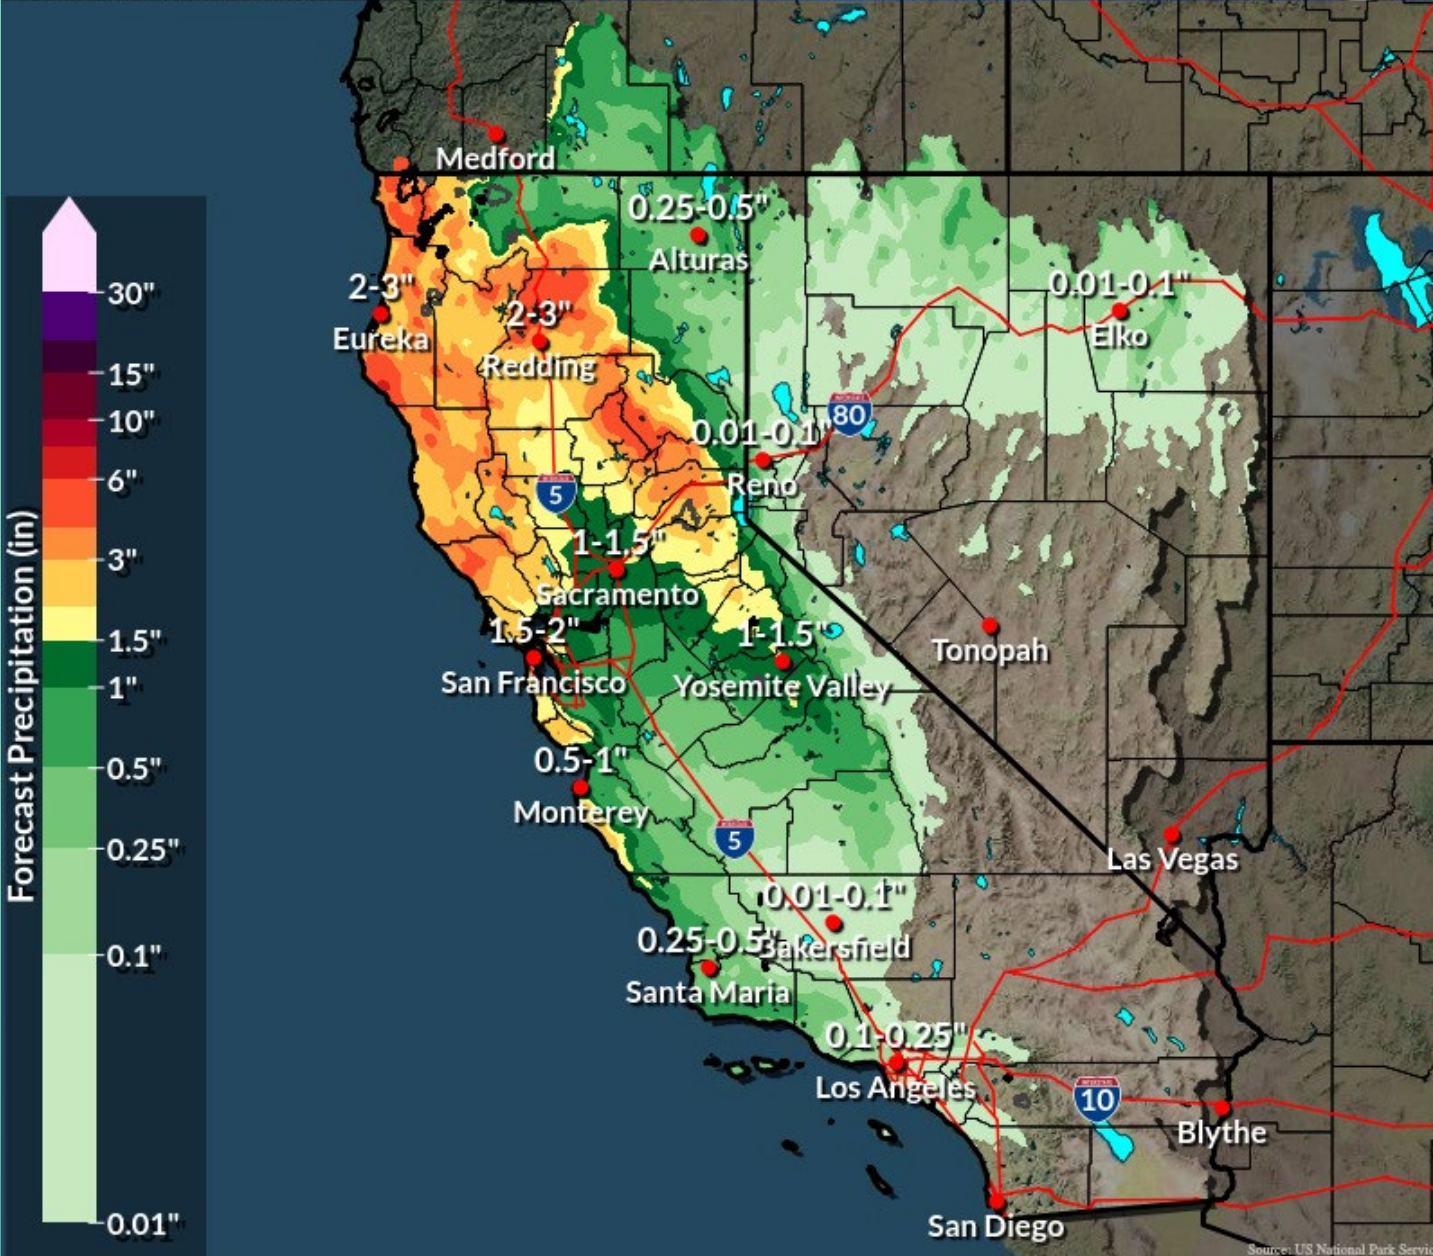 Medford
0.25-0.5"
Alturas
2-3"
Eureka
2-3"
Redding
0.01-0.1"
Elko
80
0.01-0.1"
Reno
5
1-1.5"
Sacramento
1.5-2"
San Francisco
1-1.5"
Yosemite Valley
Tonopah
0.5-1"
Monterey
5
Las Vegas
0.01-0.1"
Bakersfield
0.25-0.5"
Santa Maria
0.1-0.25"
Los Angeles
10
Blythe
San Diego
Forecast Precipitation (in)
30"
15"
10"
6"
3"
1.5"
1"
0.5"
0.25"
0.1"
0.01"
Source: US National Park Servi